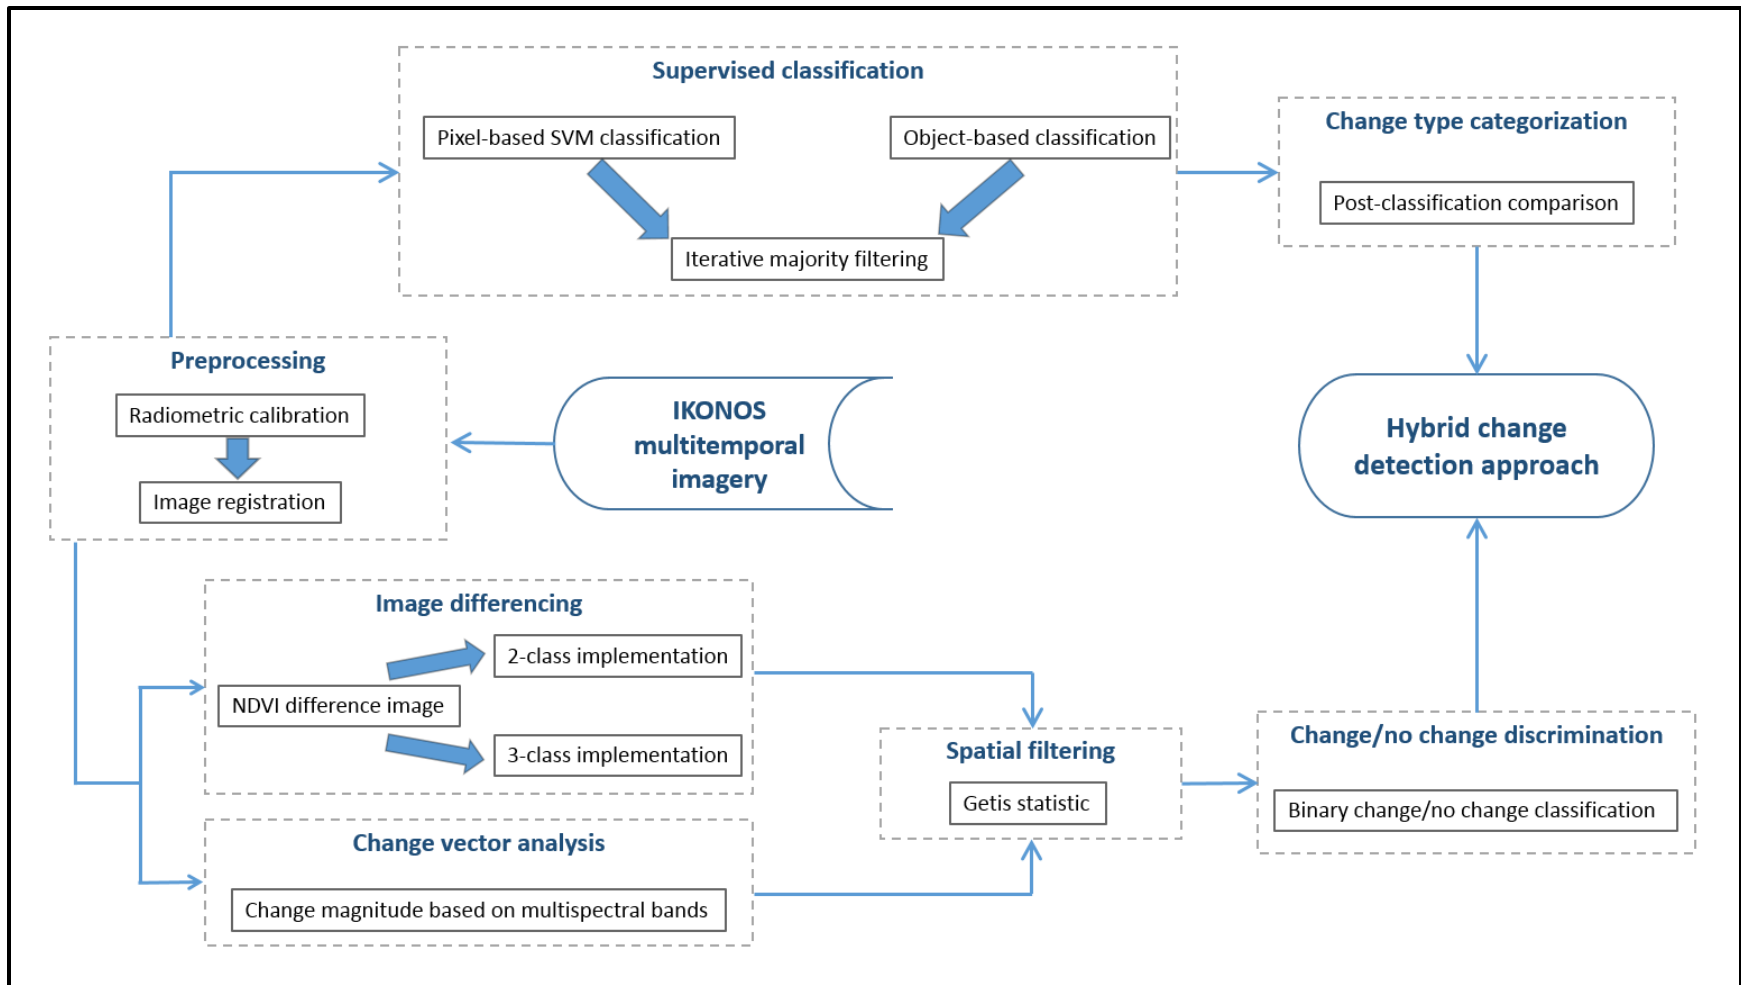 Supervised classification
Pixel-based SVM classification
Object-based classification
Iterative majority filtering
Change type categorization
Post-classification comparison
Preprocessing
Radiometric calibration
Image registration
IKONOS
multitemporal
imagery
Hybrid change
detection approach
Image differencing
2-class implementation
NDVI difference image
3-class implementation
Change vector analysis
Change magnitude based on multispectral bands
Spatial filtering
Getis statistic
Change/no change discrimination
Binary change/no change classification